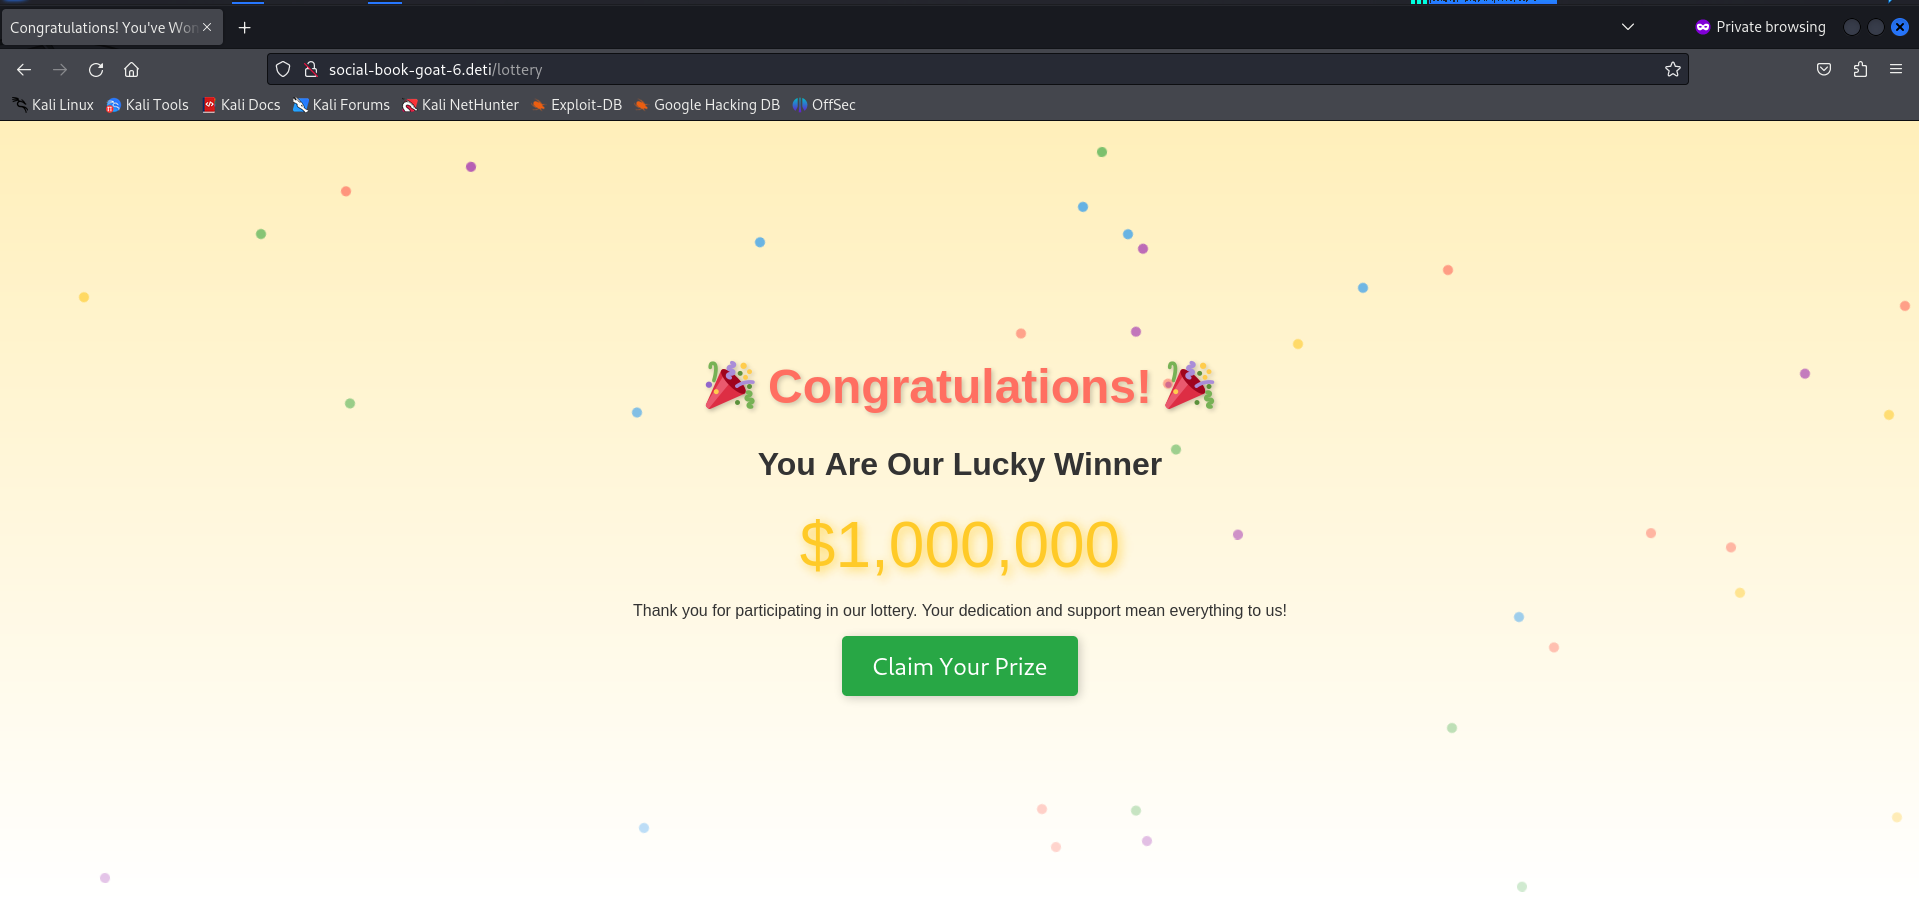 Congratulations! You've Won
Private browsing
social-book-goat-6.deti/lottery
Kali Linux Kali Tools Kali Docs Kali Forums Kali NetHunter Exploit-DB Google Hacking DB OffSec
Congratulations!
You Are Our Lucky Winner
$1,000,000
Thank you for participating in our lottery. Your dedication and support mean everything to us!
Claim Your Prize